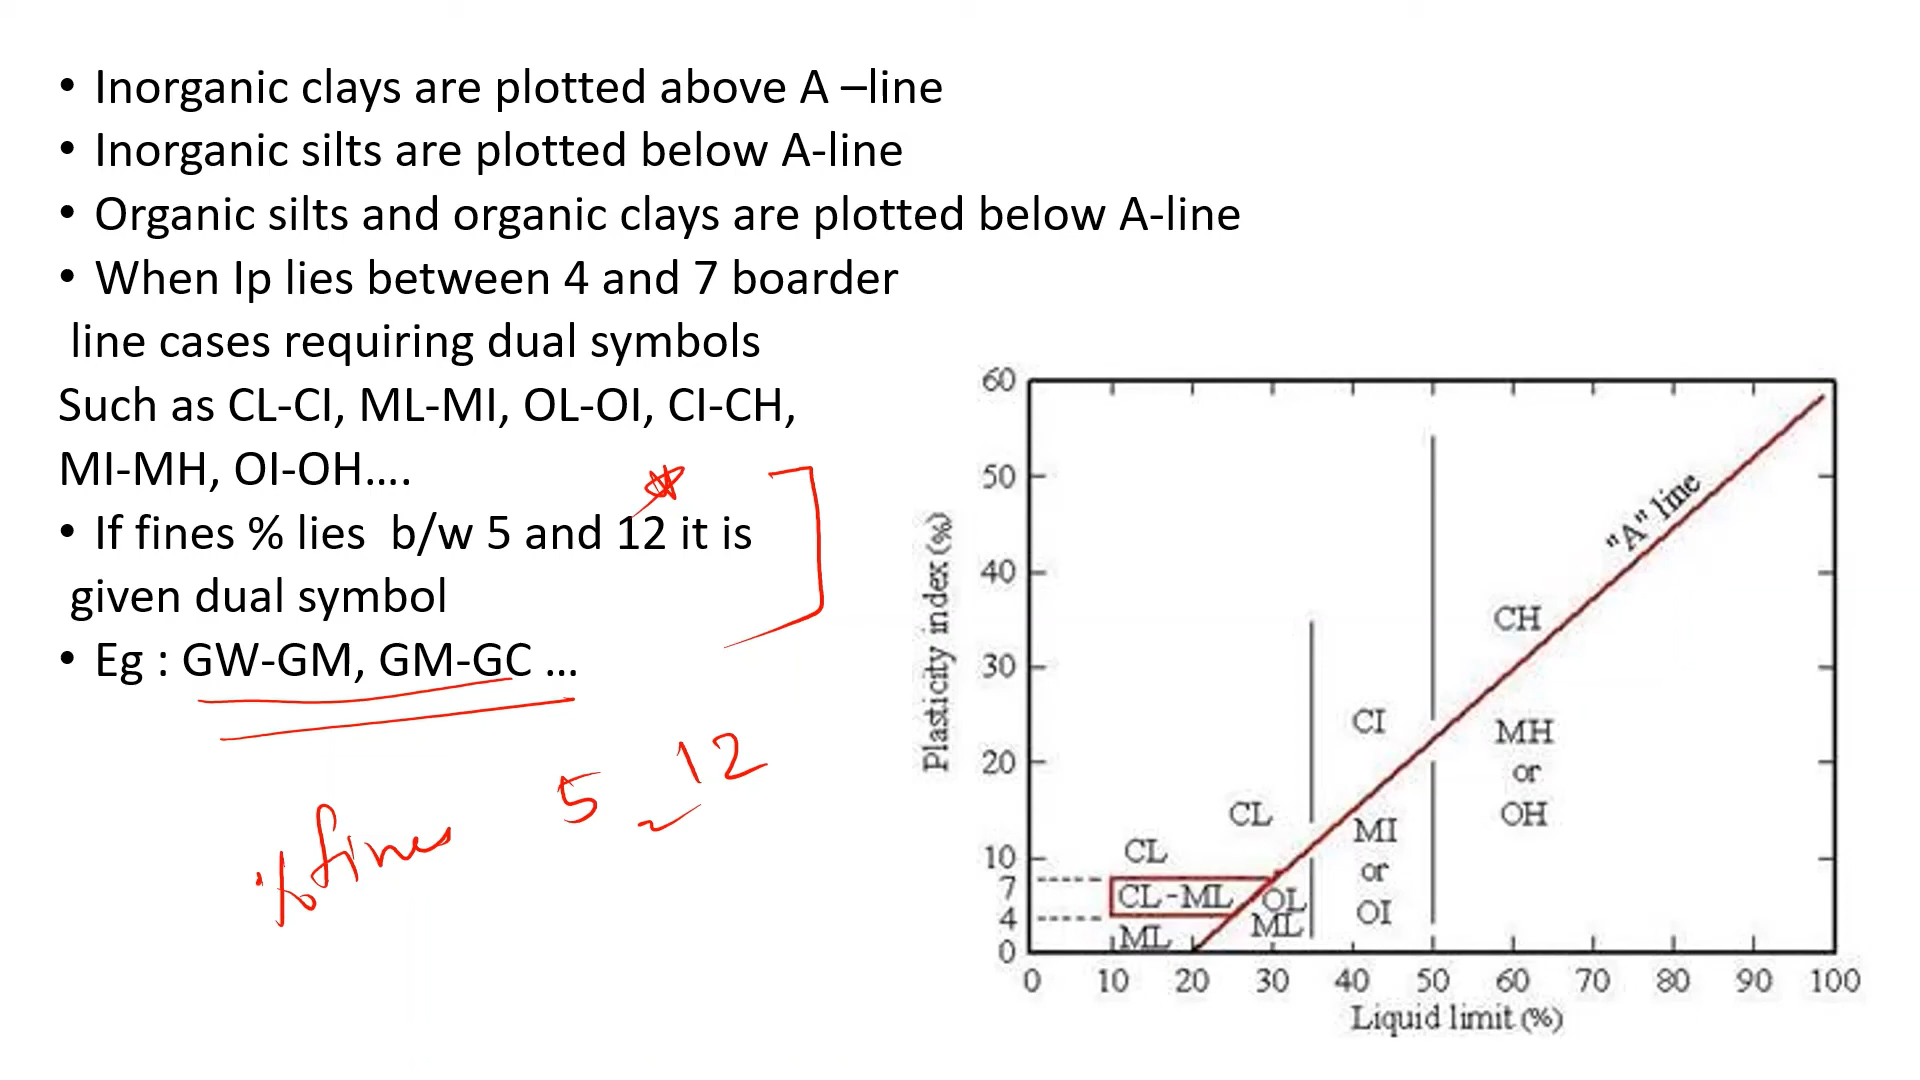 • Inorganic clays are plotted above A –line
• Inorganic silts are plotted below A-line
• Organic silts and organic clays are plotted below A-line
• When Ip lies between 4 and 7 boarder
line cases requiring dual symbols
Such as CL-CI, ML-MI, OL-OI, CI-CH,
MI-MH, OI-OH....
• If fines % lies b/w 5 and 12 it is
given dual symbol
• Eg : GW-GM, GM-GC ...
5 12
% fines
60
50
40
30
20
10
7
4
0
Plasticity index (%)
"A" line
CH
CI
MH
or
OH
CL
MI
or
OI
CL
CL-ML
OL
ML
ML
0 10 20 30 40 50 60 70 80 90 100
Liquid limit (%)